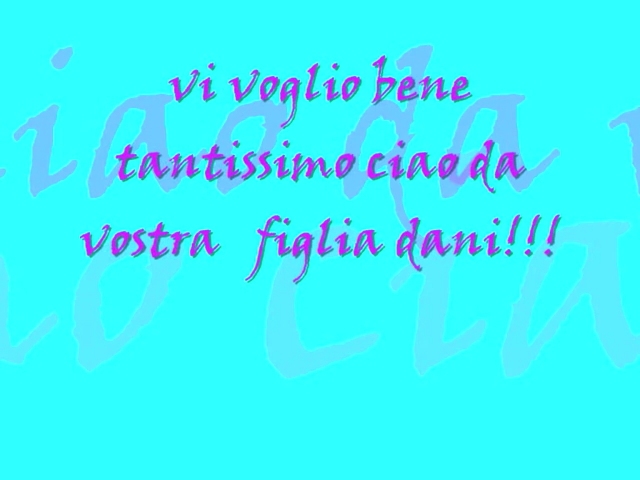 vi voglio bene
tantissimo ciao da
vostra figlia dani!!!